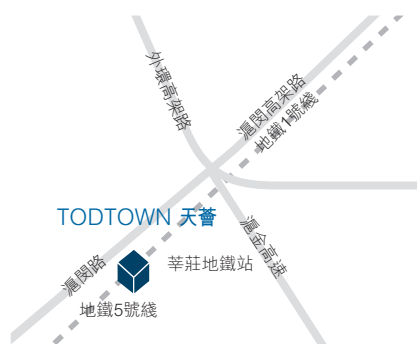 外環高架路
滬閔高架路
地鐵1號綫
TODTOWN 天薈
滬金高速
莘莊地鐵站
滬閔路
地鐵5號綫